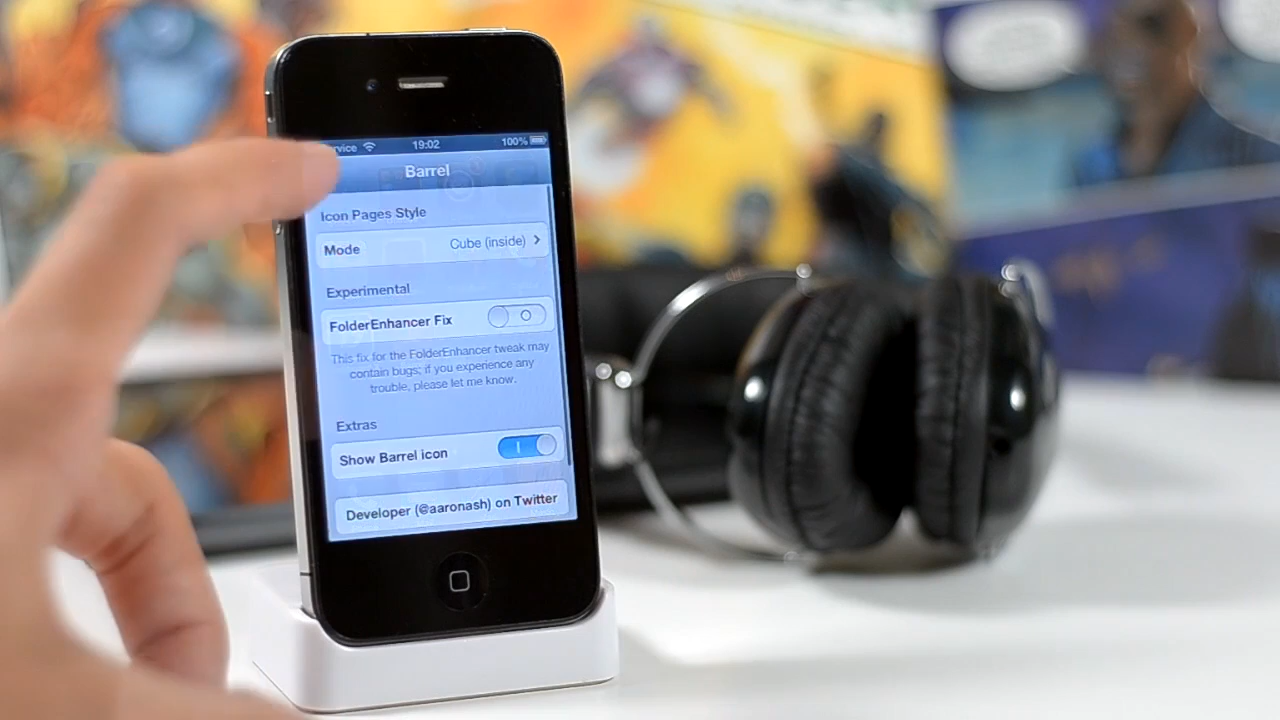 rvice 19:02 100%
Barrel
Icon Pages Style
Mode Cube (inside)
Experimental
FolderEnhancer Fix
This fix for the FolderEnhancer tweak may
contain bugs; if you experience any
trouble, please let me know.
Extras
Show Barrel icon
Developer (@aaronash) on Twitter